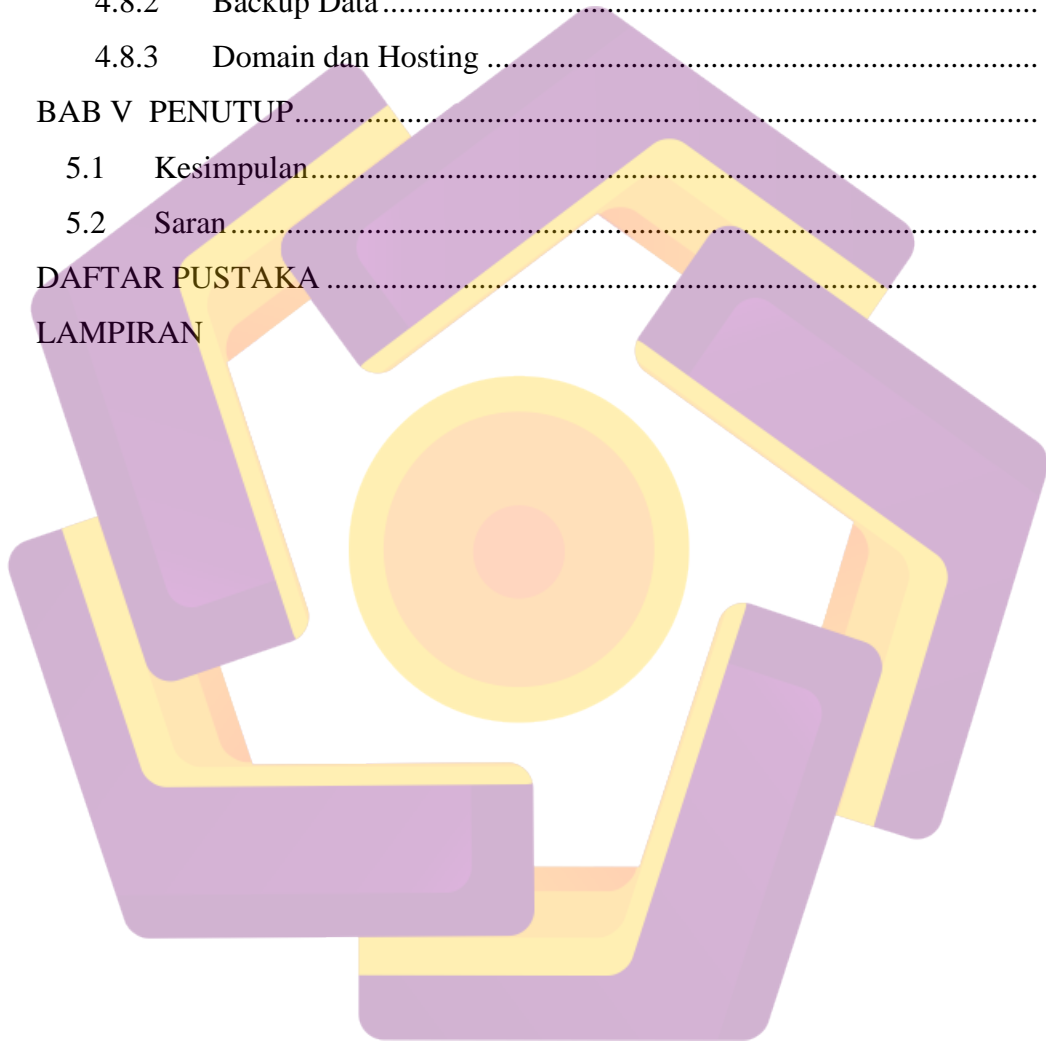 4.8.2 Backup Data...........................................................................
4.8.3 Domain dan Hosting ..............................................................
BAB V PENUTUP.....................................................................................
5.1 Kesimpulan..................................................................................
5.2 Saran...........................................................................................
DAFTAR PUSTAKA ................................................................................
LAMPIRAN